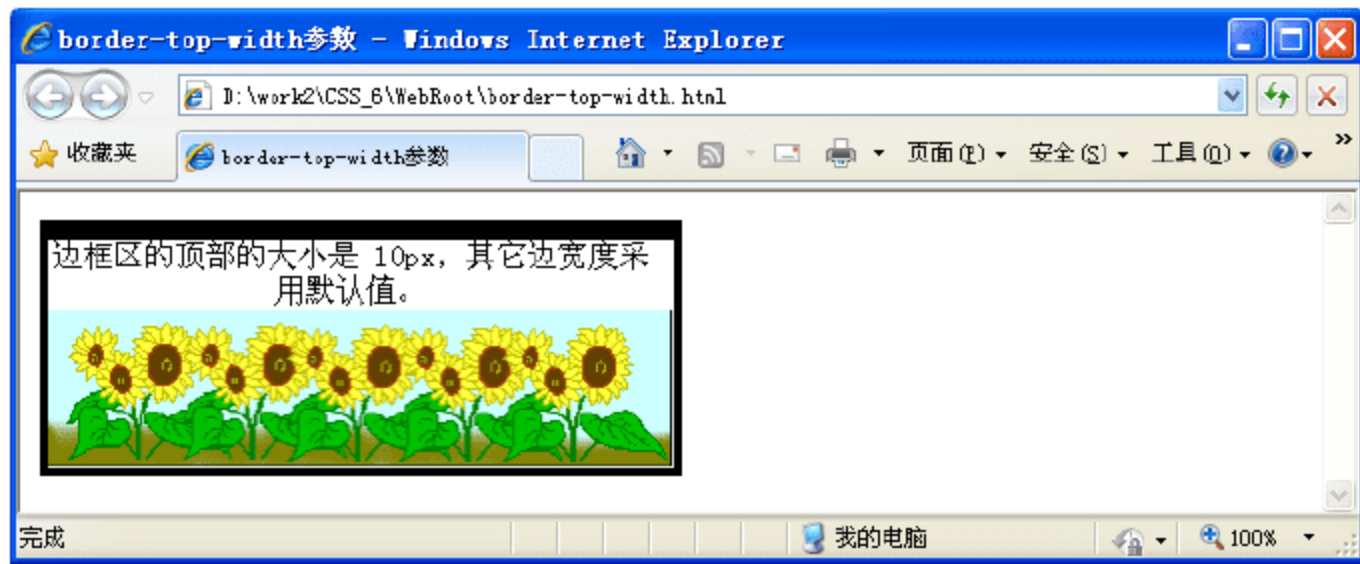 border-top-width参数 - Windows Internet Explorer
D:\work2\CSS_6\WebRoot\border-top-width.html
收藏夹 border-top-width参数 页面(P) 安全(S) 工具(O) »
边框区的顶部的大小是 10px，其它边宽度采
用默认值。
完成 我的电脑 100%